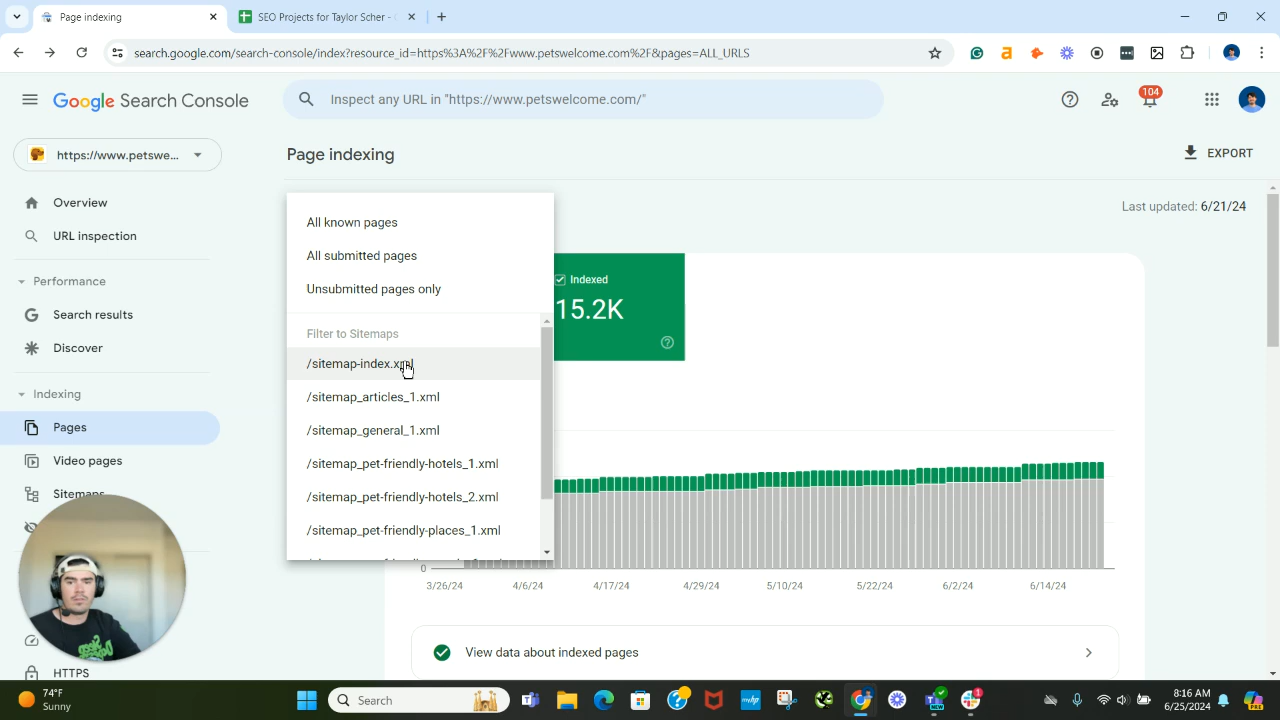 Page indexing
SEO Projects for Taylor Scher -
search.google.com/search-console/index?resource_id=https%3A%2F%2Fwww.petswelcome.com%2F&pages=ALL_URLS
Google Search Console
Inspect any URL in "https://www.petswelcome.com/"
104
https://www.petswe...
Page indexing
EXPORT
Last updated: 6/21/24
Overview
URL inspection
Performance
Search results
Discover
Indexing
Pages
Video pages
Sitemaps
HTTPS
All known pages
All submitted pages
Unsubmitted pages only
Filter to Sitemaps
/sitemap-index.xml
/sitemap_articles_1.xml
/sitemap_general_1.xml
/sitemap_pet-friendly-hotels_1.xml
/sitemap_pet-friendly-hotels_2.xml
/sitemap_pet-friendly-places_1.xml
Indexed
15.2K
0
3/26/24
4/6/24
4/17/24
4/29/24
5/10/24
5/22/24
6/2/24
6/14/24
View data about indexed pages
74°F
Sunny
Search
8:16 AM
6/25/2024